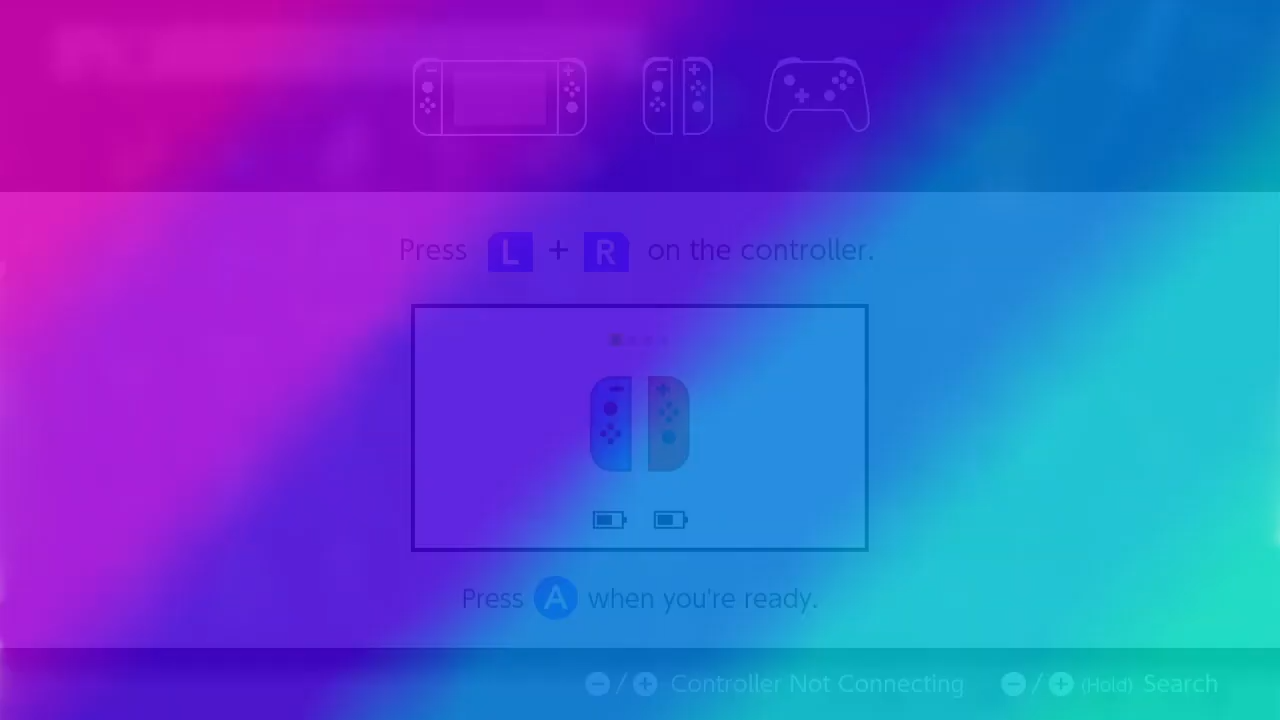 Press L + R on the controller.
Press A when you're ready.
Controller Not Connecting (Hold) Search